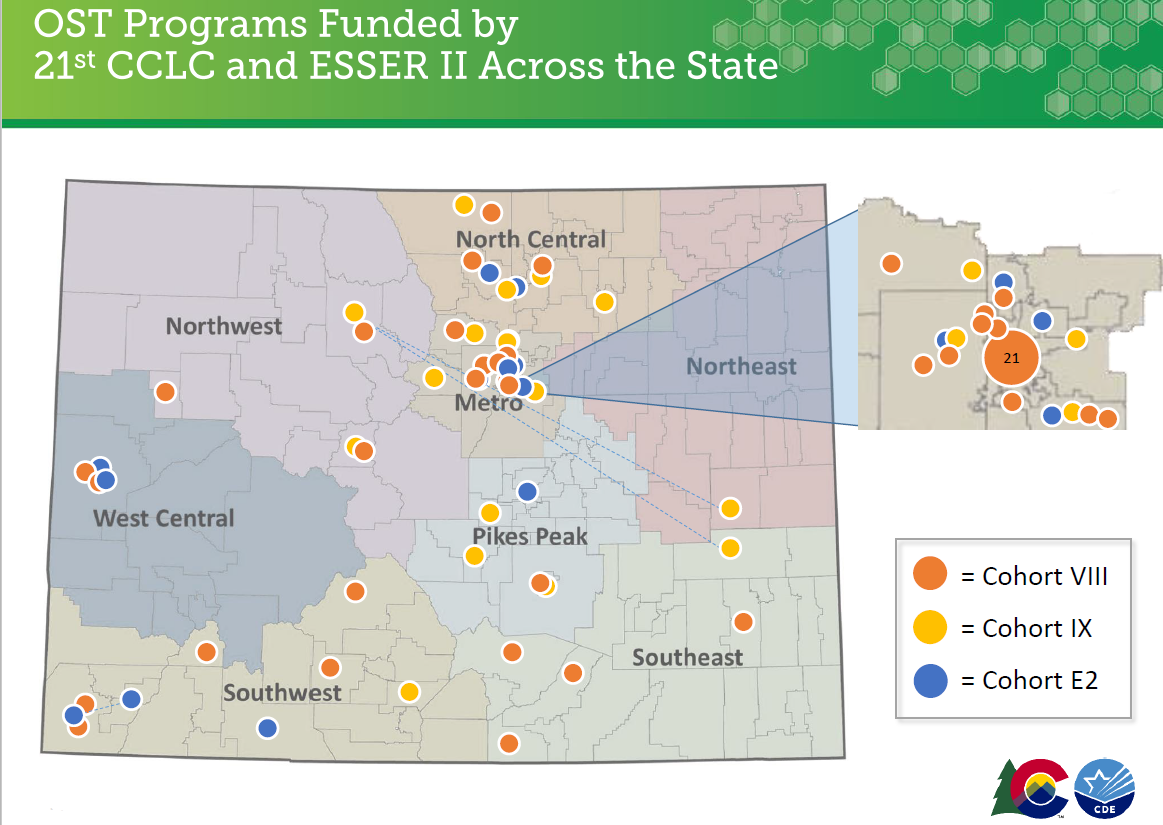 OST Programs Funded by
21st CCLC and ESSER II Across the State
North Central
Northwest
Northeast
Metro
21
West Central
Pikes Peak
Southeast
Southwest
= Cohort VIII
= Cohort IX
= Cohort E2
CDE